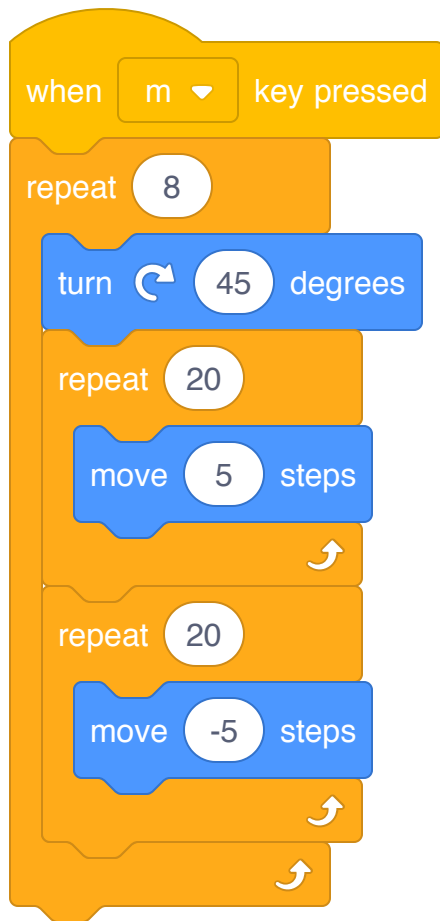 when m key pressed
repeat 8
turn 45 degrees
repeat 20
move 5 steps
repeat 20
move -5 steps